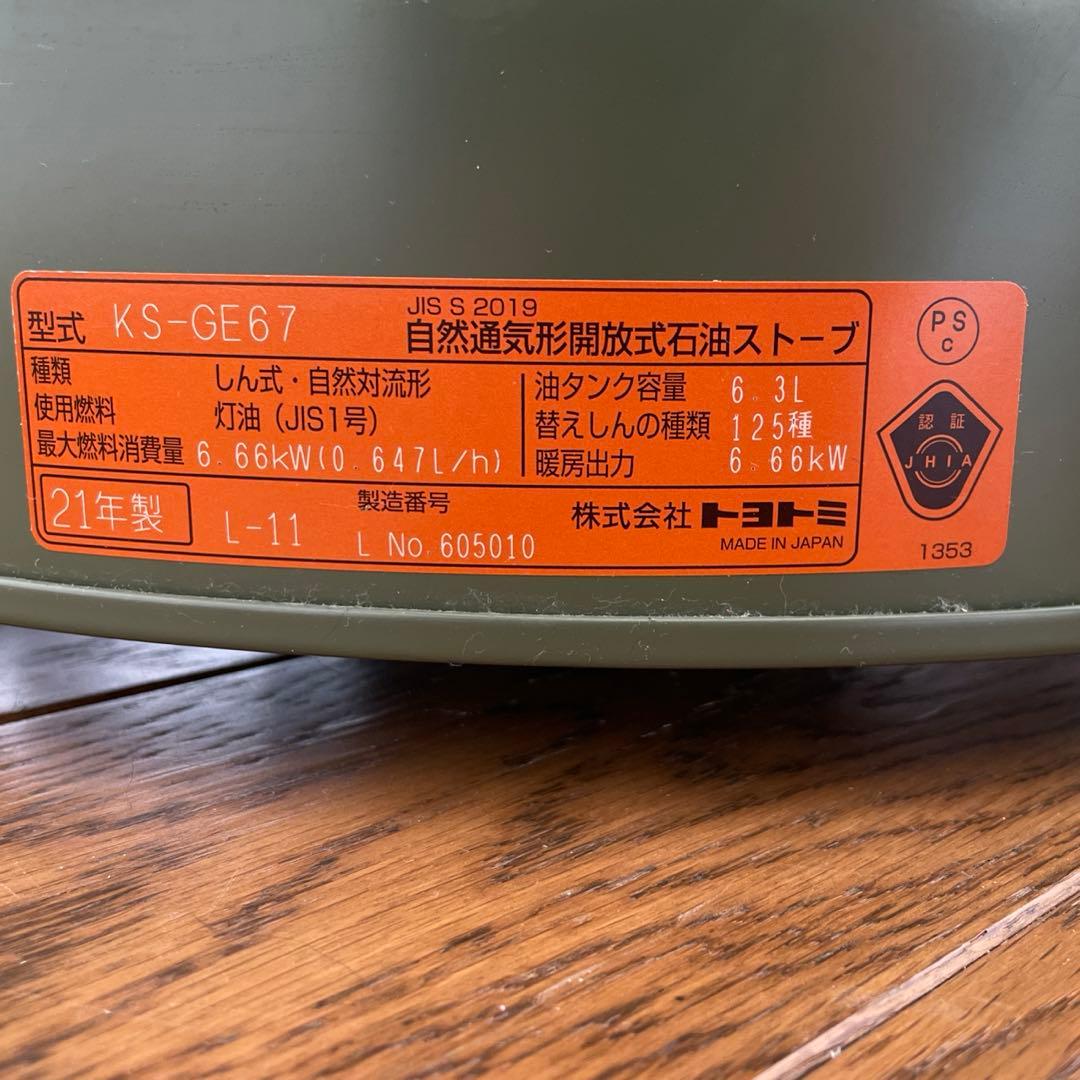 型式 KS-GE67
JIS S 2019
自然通気形開放式石油ストーブ
種類 しん式・自然対流形
使用燃料 灯油(JIS1号)
最大燃料消費量 6.66kW(0.647L/h)
油タンク容量 6.3L
替えしんの種類 125種
暖房出力 6.66kW
21年製 L-11
製造番号
L No.605010
株式会社 トヨトミ
MADE IN JAPAN
PS
C
認証
JHIA
1353